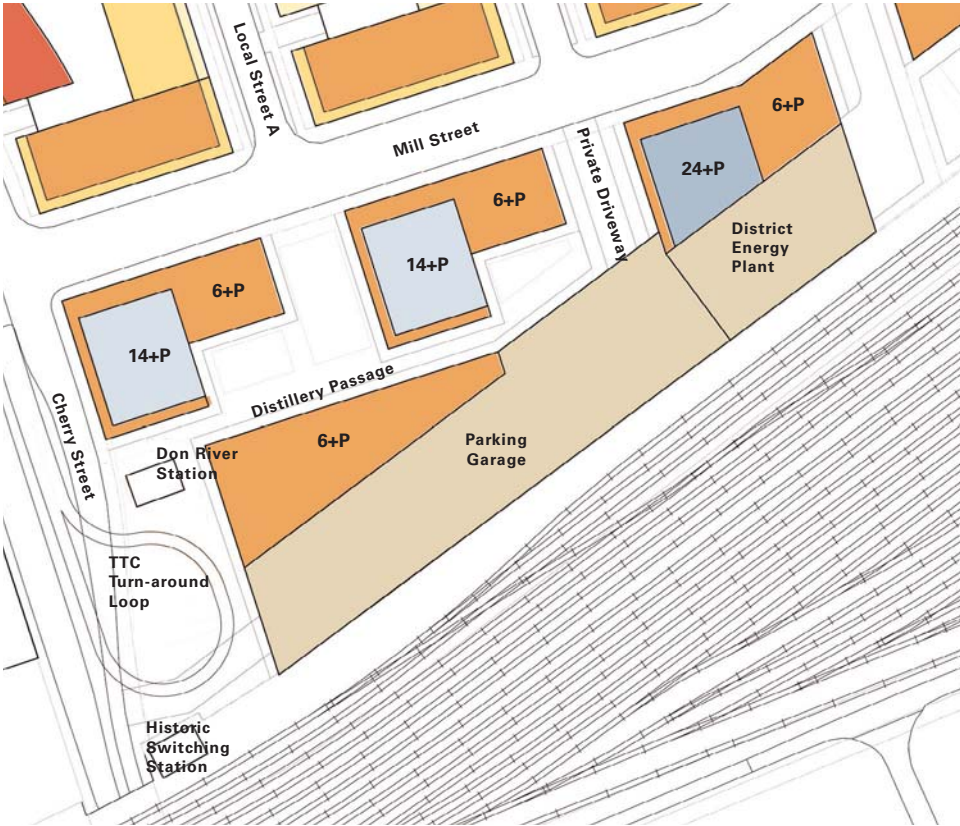 Local Street A
Mill Street
Private Driveway
6+P
24+P
6+P
14+P
District
Energy
Plant
6+P
14+P
Distillery Passage
Cherry Street
6+P
Parking
Garage
Don River
Station
TTC
Turn-around
Loop
Historic
Switching
Station